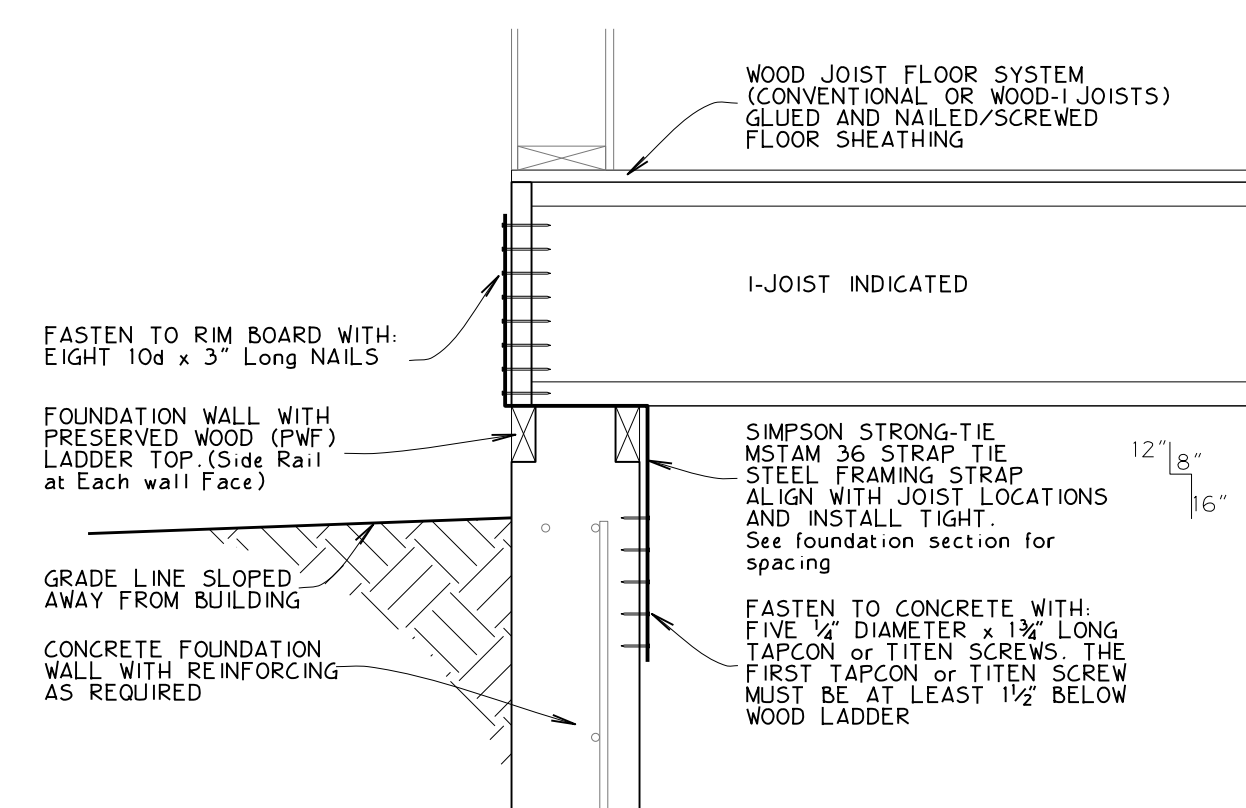 WOOD JOIST FLOOR SYSTEM
(CONVENTIONAL OR WOOD-I JOISTS)
GLUED AND NAILED/SCREWED
FLOOR SHEATHING
I-JOIST INDICATED
FASTEN TO RIM BOARD WITH:
EIGHT 10d x 3" Long NAILS
FOUNDATION WALL WITH
PRESERVED WOOD (PWF)
LADDER TOP. (Side Rail
at Each wall Face)
SIMPSON STRONG-TIE
MSTAM 36 STRAP TIE
STEEL FRAMING STRAP
ALIGN WITH JOIST LOCATIONS
AND INSTALL TIGHT.
See foundation section for
spacing
12"
8"
16"
GRADE LINE SLOPED
AWAY FROM BUILDING
FASTEN TO CONCRETE WITH:
FIVE ¼" DIAMETER x 1¾" LONG
TAPCON or TITEN SCREWS. THE
FIRST TAPCON or TITEN SCREW
MUST BE AT LEAST 1½" BELOW
WOOD LADDER
CONCRETE FOUNDATION
WALL WITH REINFORCING
AS REQUIRED